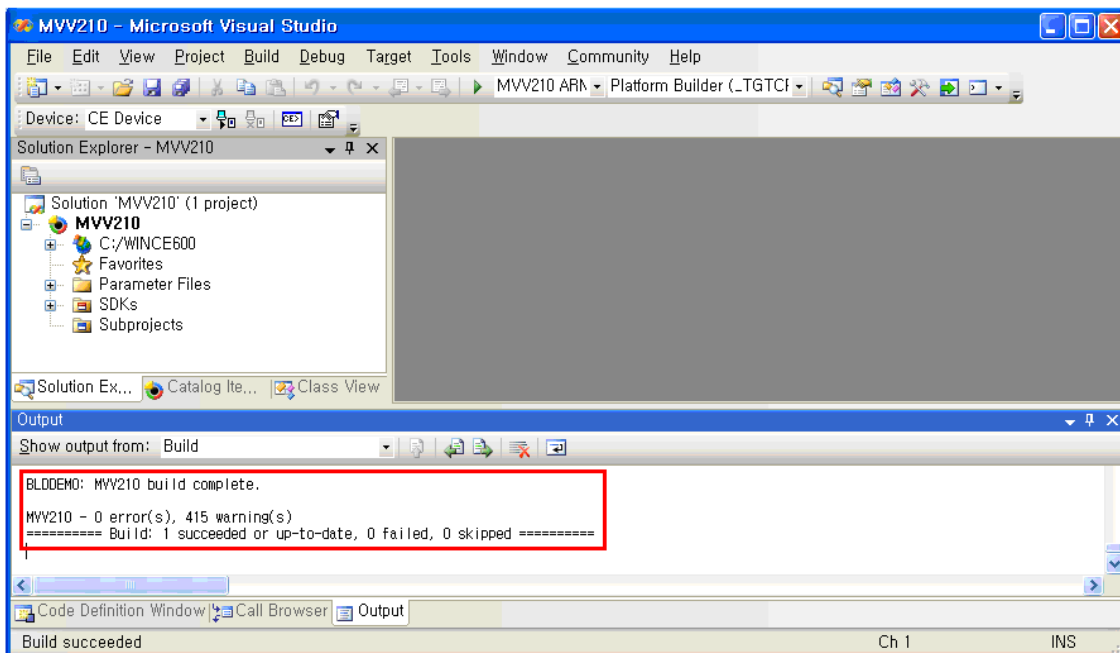 MVV210 - Microsoft Visual Studio
File Edit View Project Build Debug Target Tools Window Community Help
MVV210 ARM Platform Builder (_TGTCF
Device: CE Device
Solution Explorer - MVV210
Solution 'MVV210' (1 project)
MVV210
C:/WINCE600
Favorites
Parameter Files
SDKs
Subprojects
Solution Ex... Catalog Ite... Class View
Output
Show output from: Build
BLDDEMO: MVV210 build complete.
MVV210 - 0 error(s), 415 warning(s)
========== Build: 1 succeeded or up-to-date, 0 failed, 0 skipped ==========
Code Definition Window Call Browser Output
Build succeeded Ch 1 INS